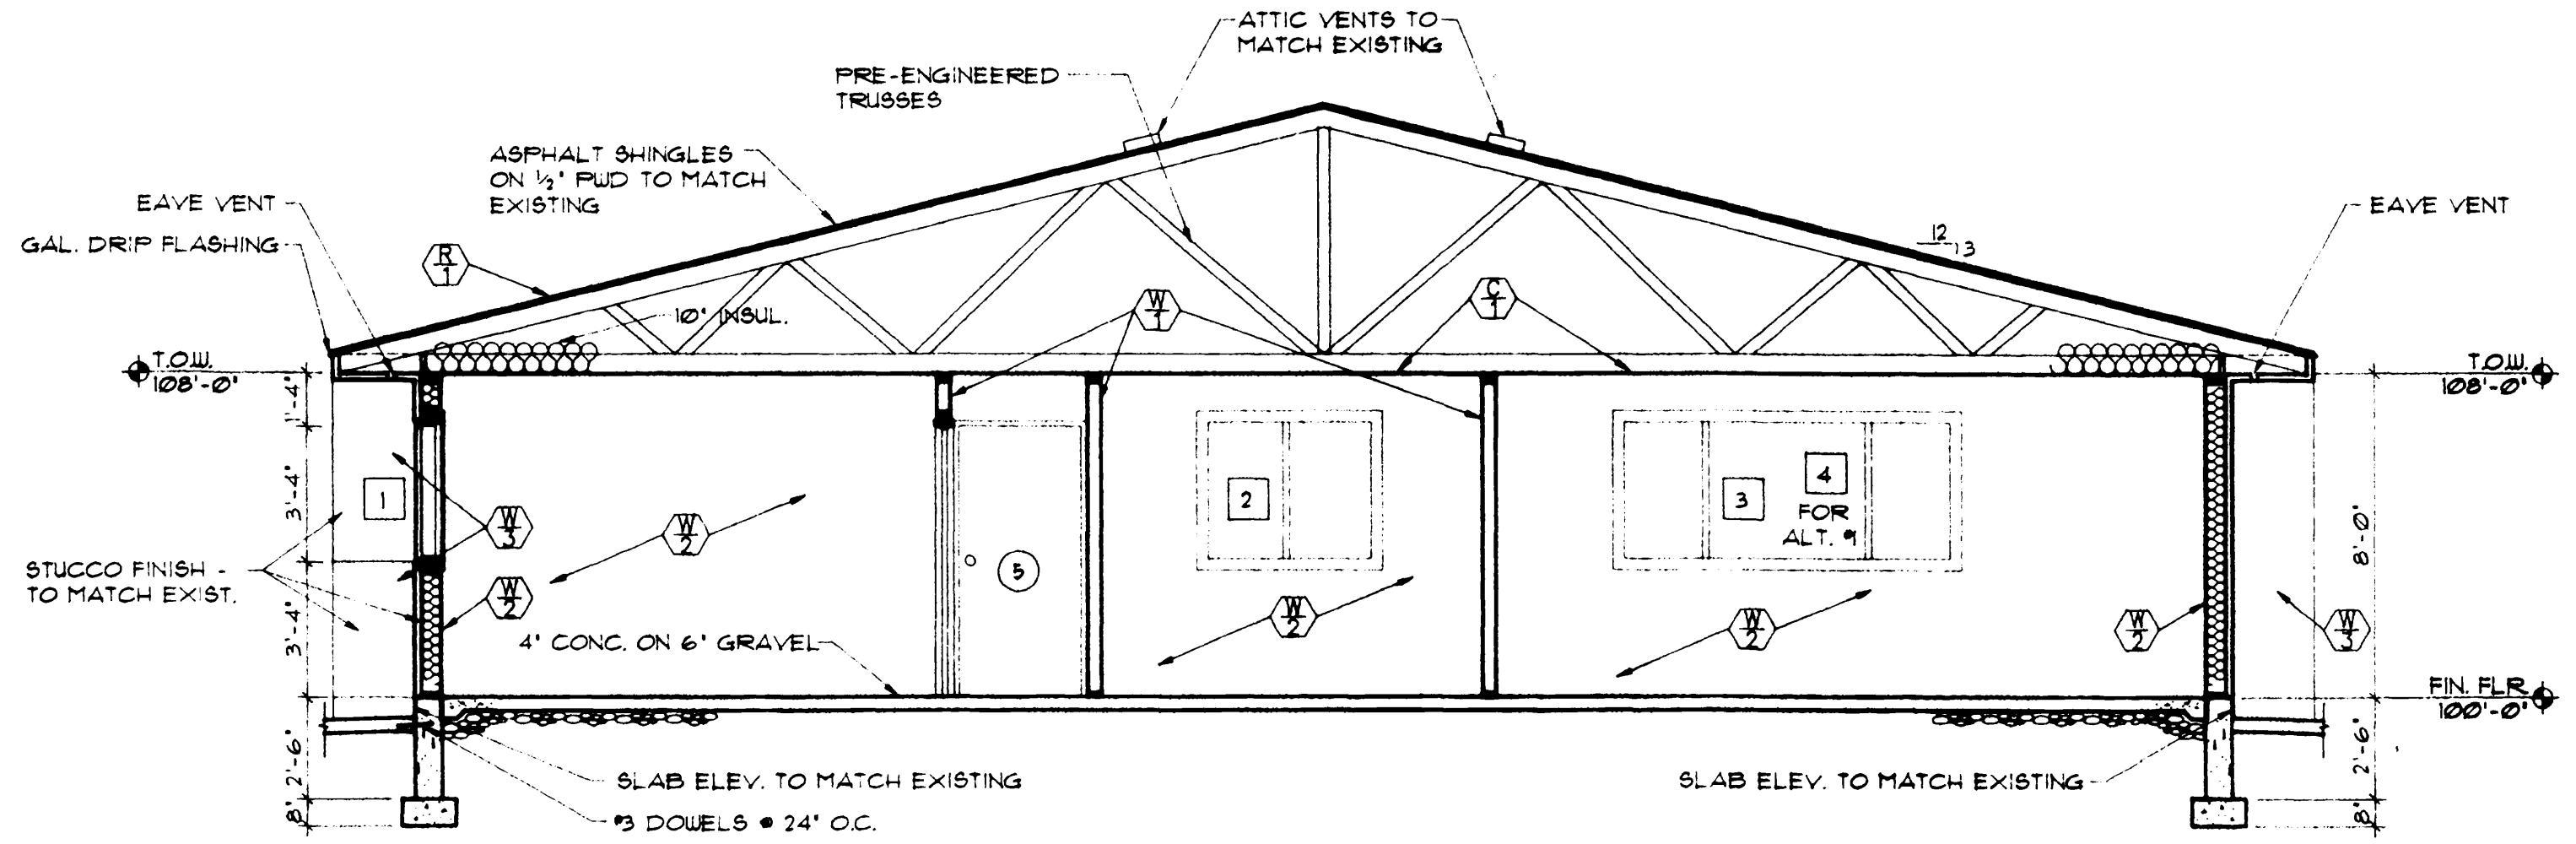 ATTIC VENTS TO
MATCH EXISTING
PRE-ENGINEERED
TRUSSES
ASPHALT SHINGLES
ON 1/2" PWD TO MATCH
EXISTING
EAVE VENT
GAL. DRIP FLASHING
EAVE VENT
R
1
12
3
10" INSUL.
W
1
C
1
T.O.W.
108'-0"
T.O.W.
108'-0"
1'-4"
3'-4"
3'-4"
2'-6"
8"
1
2
3
4
FOR
ALT. #1
5
W
3
W
2
W
2
W
2
W
2
W
2
W
3
STUCCO FINISH -
TO MATCH EXIST.
4" CONC. ON 6" GRAVEL
8'-0"
FIN. FLR
100'-0"
2'-6"
8"
SLAB ELEV. TO MATCH EXISTING
#3 DOWELS @ 24" O.C.
SLAB ELEV. TO MATCH EXISTING